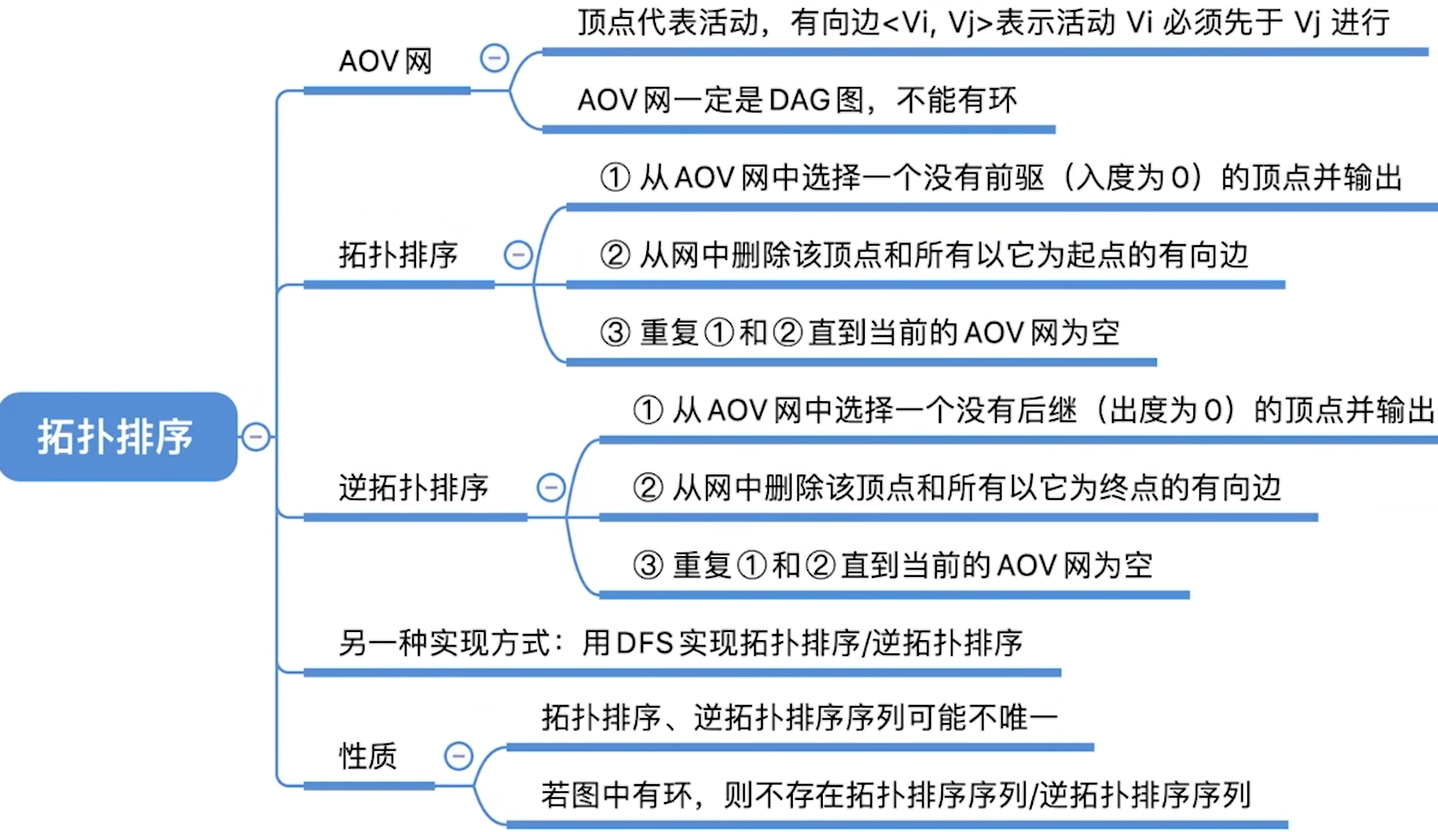 顶点代表活动，有向边<Vi, Vj>表示活动 Vi 必须先于 Vj 进行
AOV网
AOV网一定是DAG图，不能有环
① 从AOV网中选择一个没有前驱（入度为0）的顶点并输出
拓扑排序
② 从网中删除该顶点和所有以它为起点的有向边
③ 重复①和②直到当前的AOV网为空
拓扑排序
① 从AOV网中选择一个没有后继（出度为0）的顶点并输出
逆拓扑排序
② 从网中删除该顶点和所有以它为终点的有向边
③ 重复①和②直到当前的AOV网为空
另一种实现方式：用DFS实现拓扑排序/逆拓扑排序
拓扑排序、逆拓扑排序序列可能不唯一
性质
若图中有环，则不存在拓扑排序序列/逆拓扑排序序列